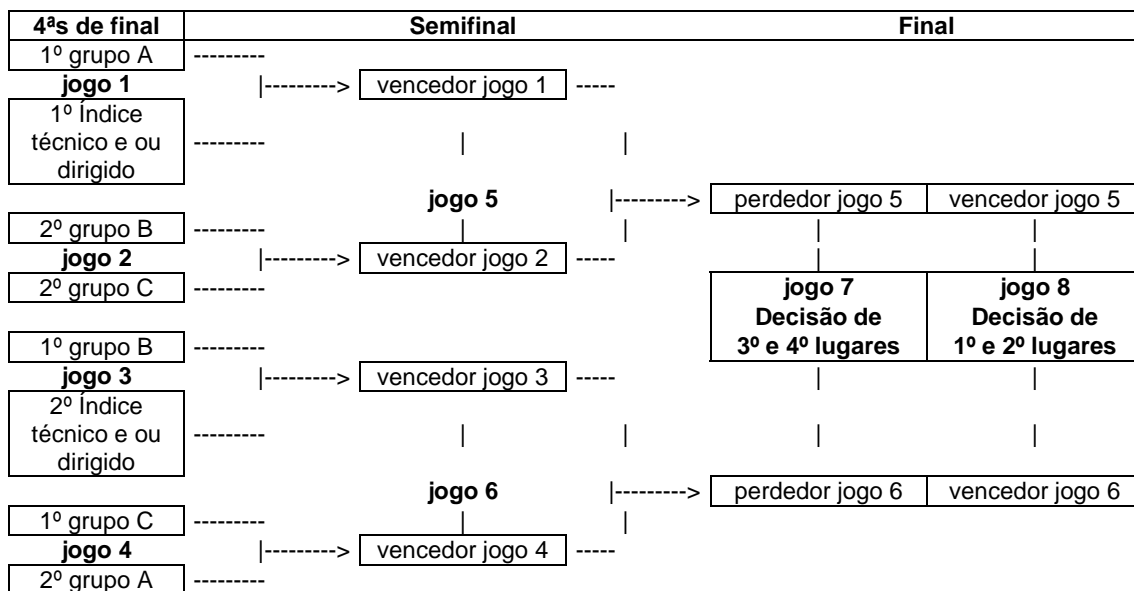 4ªs de final Semifinal Final
1º grupo A ---------
jogo 1 |---------> vencedor jogo 1 -----
1º Índice
técnico e ou --------- | |
dirigido
jogo 5 |---------> perdedor jogo 5 vencedor jogo 5
2º grupo B --------- | | | |
jogo 2 |---------> vencedor jogo 2 ----- | |
2º grupo C --------- jogo 7 jogo 8
Decisão de Decisão de
1º grupo B --------- 3º e 4º lugares 1º e 2º lugares
jogo 3 |---------> vencedor jogo 3 ----- | |
2º Índice
técnico e ou --------- | | | |
dirigido
jogo 6 |---------> perdedor jogo 6 vencedor jogo 6
1º grupo C --------- | |
jogo 4 |---------> vencedor jogo 4 -----
2º grupo A ---------